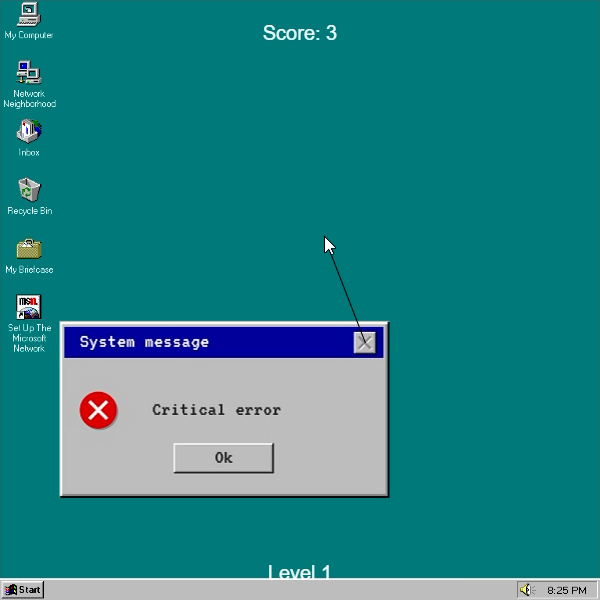 Score: 3
My Computer
Network
Neighborhood
Inbox
Recycle Bin
My Briefcase
msn.
Set Up The
Microsoft
Network
System message
Critical error
Ok
Level 1
Start
8:25 PM